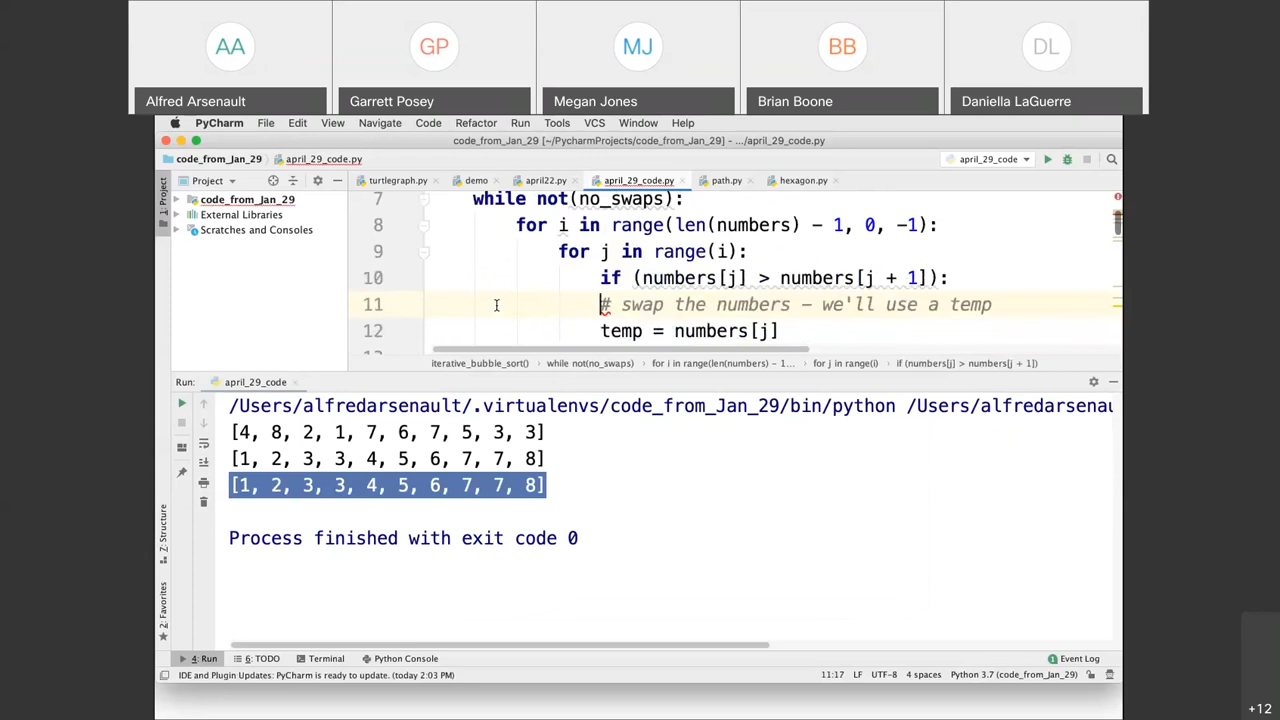 AA
GP
MJ
BB
DL
Alfred Arsenault
Garrett Posey
Megan Jones
Brian Boone
Daniella LaGuerre
PyCharm File Edit View Navigate Code Refactor Run Tools VCS Window Help
code_from_Jan_29 [~/PycharmProjects/code_from_Jan_29] - .../april_29_code.py
code_from_Jan_29 april_29_code.py
april_29_code
Project
turtlegraph.py
demo
april22.py
april_29_code.py
path.py
hexagon.py
1: Project
code_from_Jan_29
External Libraries
Scratches and Consoles
7 while not(no_swaps):
8 for i in range(len(numbers) - 1, 0, -1):
9 for j in range(i):
10 if (numbers[j] > numbers[j + 1]):
11 # swap the numbers - we'll use a temp
12 temp = numbers[j]
iterative_bubble_sort() while not(no_swaps) for i in range(len(numbers) - 1... for j in range(i) if (numbers[j] > numbers[j + 1])
Run: april_29_code
/Users/alfredarsenault/.virtualenvs/code_from_Jan_29/bin/python /Users/alfredarsenau
[4, 8, 2, 1, 7, 6, 7, 5, 3, 3]
[1, 2, 3, 3, 4, 5, 6, 7, 7, 8]
[1, 2, 3, 3, 4, 5, 6, 7, 7, 8]
Process finished with exit code 0
Z: Structure
2: Favorites
4: Run 6: TODO Terminal Python Console Event Log
IDE and Plugin Updates: PyCharm is ready to update. (today 2:03 PM)
11:17 LF UTF-8 4 spaces Python 3.7 (code_from_Jan_29)
+12